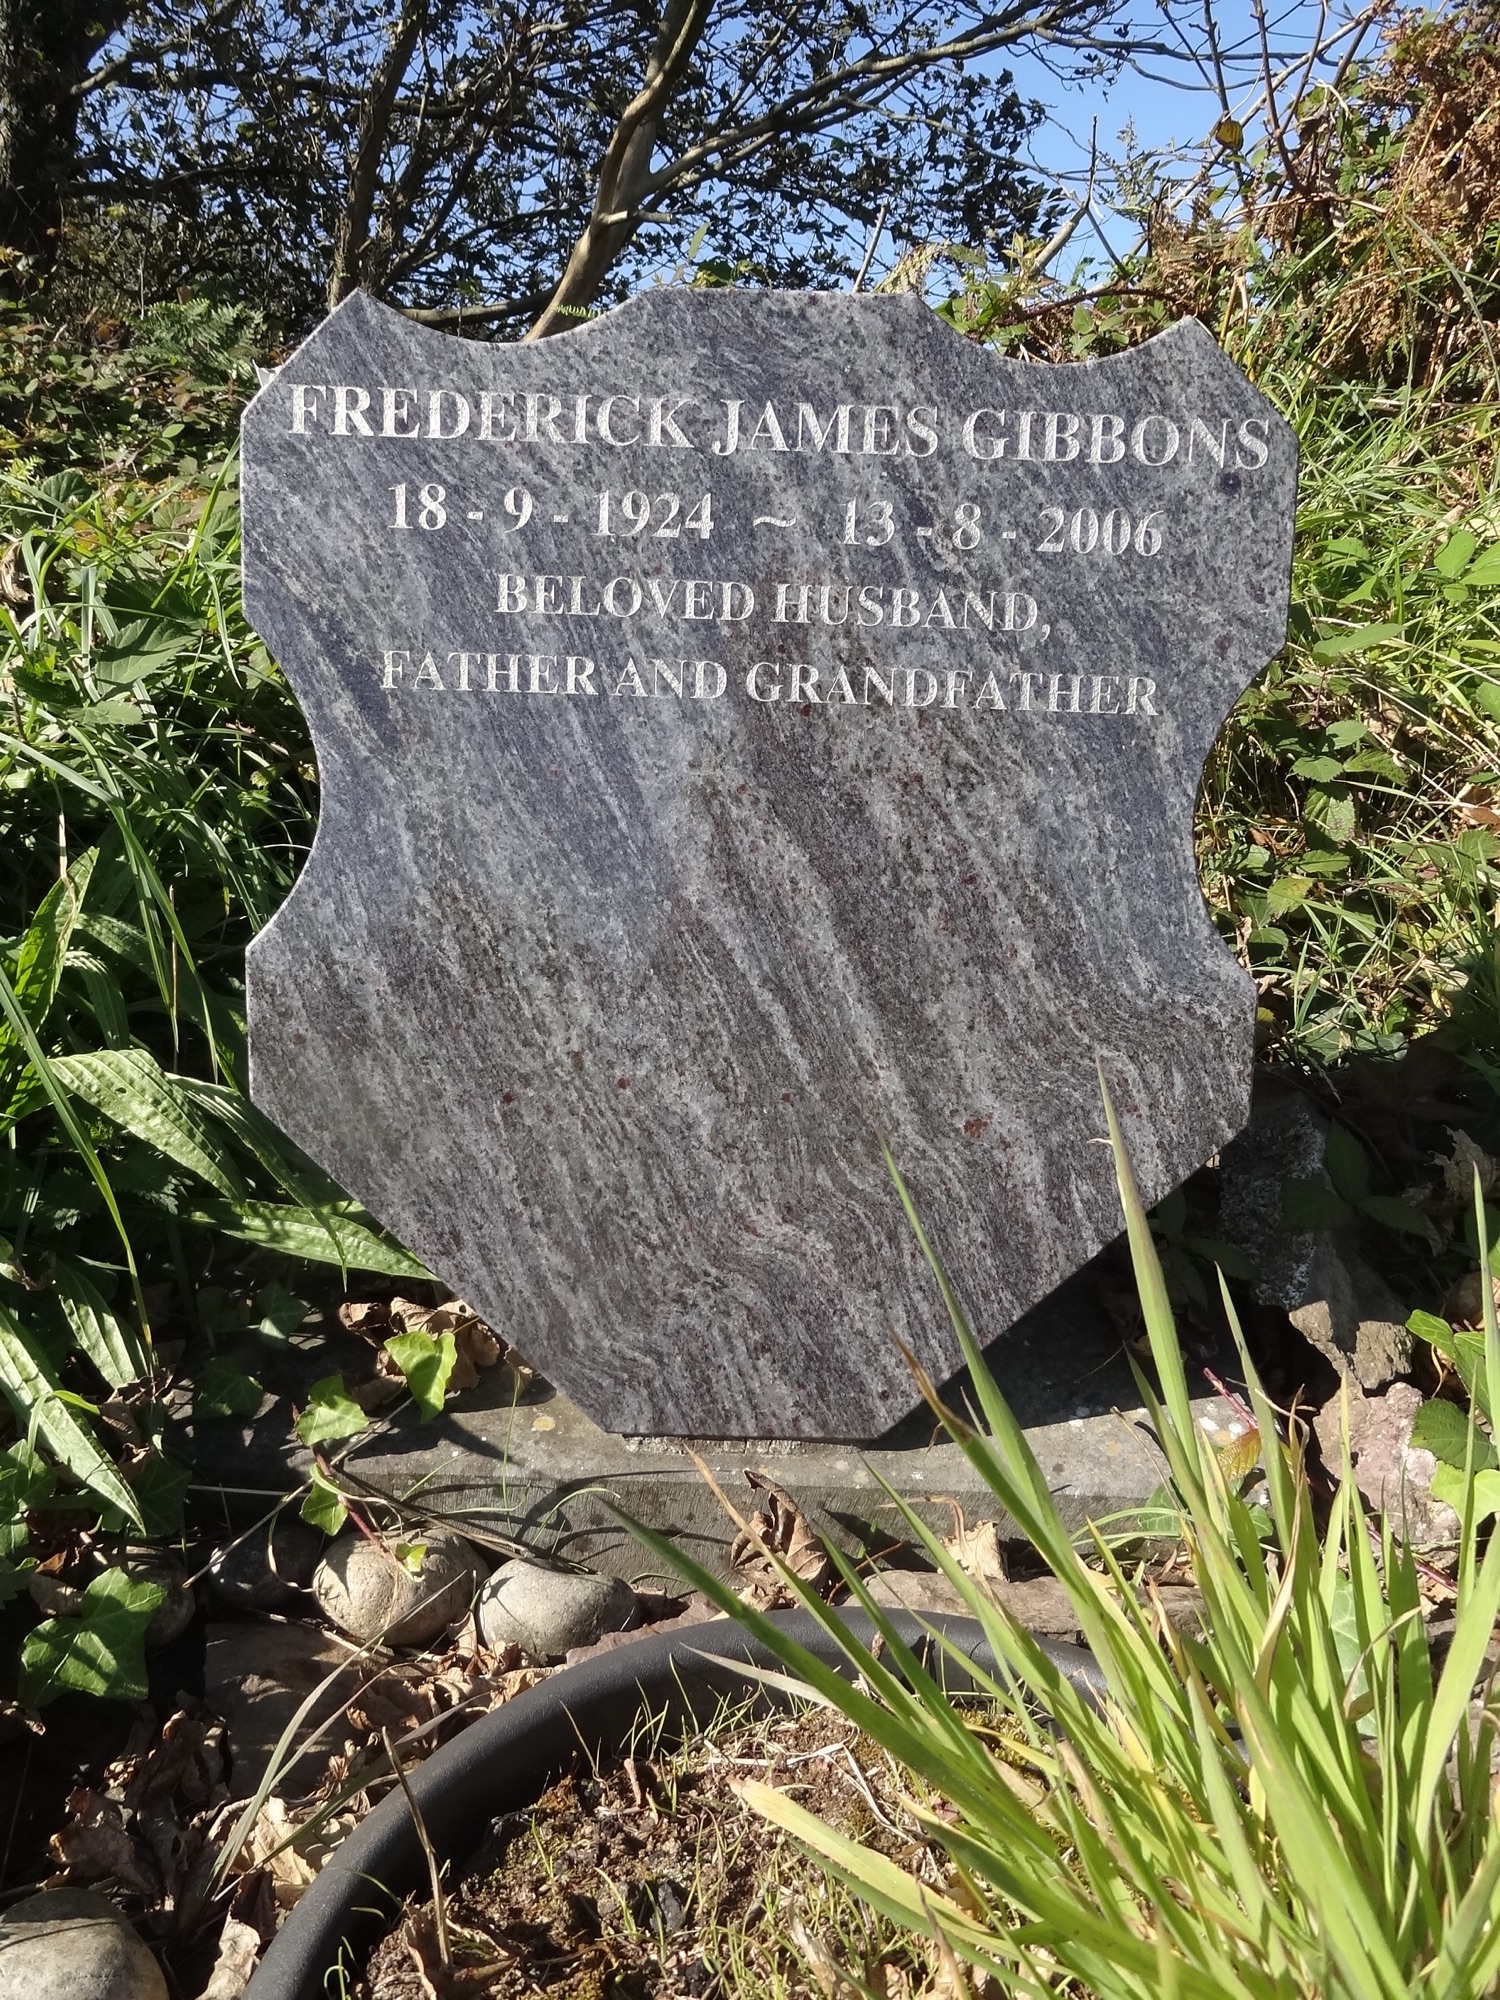 FREDERICK JAMES GIBBONS
18 - 9 - 1924 ~ 13 - 8 - 2006
BELOVED HUSBAND,
FATHER AND GRANDFATHER